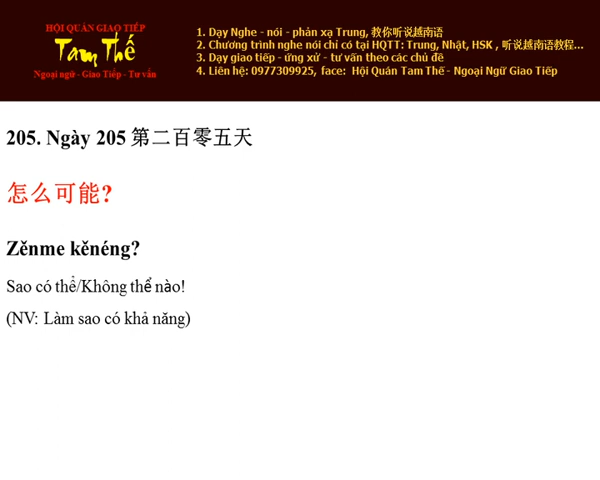 HỘI QUÁN GIAO TIẾP
Tam Thế
Ngoại ngữ - Giao Tiếp - Tư vấn
1. Dạy Nghe - nói - phản xạ Trung, 教你听说越南语
2. Chương trình nghe nói chỉ có tại HQTT: Trung, Nhật, HSK , 听说越南语教程...
3. Dạy giao tiếp - ứng xử - tư vấn theo các chủ đề
4. Liên hệ: 0977309925, face: Hội Quán Tam Thế - Ngoại Ngữ Giao Tiếp
205. Ngày 205 第二百零五天
怎么可能?
Zěnme kěnéng?
Sao có thể/Không thể nào!
(NV: Làm sao có khả năng)